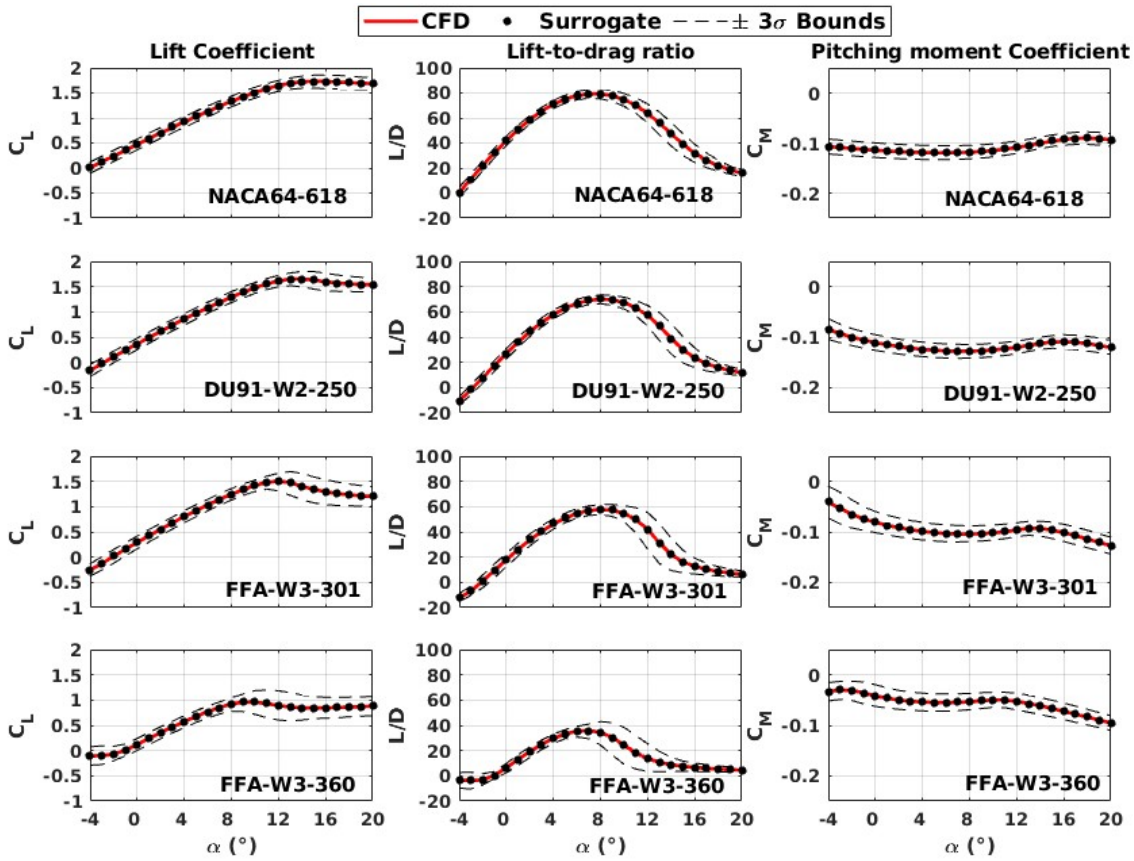 CFD Surrogate ± 3σ Bounds
Lift Coefficient
Lift-to-drag ratio
Pitching moment Coefficient
C_L
2
1.5
1
0.5
0
-0.5
-1
NACA64-618
L/D
100
80
60
40
20
0
-20
NACA64-618
C_M
0
-0.1
-0.2
NACA64-618
C_L
2
1.5
1
0.5
0
-0.5
-1
DU91-W2-250
L/D
100
80
60
40
20
0
-20
DU91-W2-250
C_M
0
-0.1
-0.2
DU91-W2-250
C_L
2
1.5
1
0.5
0
-0.5
-1
FFA-W3-301
L/D
100
80
60
40
20
0
-20
FFA-W3-301
C_M
0
-0.1
-0.2
FFA-W3-301
C_L
2
1.5
1
0.5
0
-0.5
-1
FFA-W3-360
-4 0 4 8 12 16 20
α (°)
L/D
100
80
60
40
20
0
-20
FFA-W3-360
-4 0 4 8 12 16 20
α (°)
C_M
0
-0.1
-0.2
FFA-W3-360
-4 0 4 8 12 16 20
α (°)